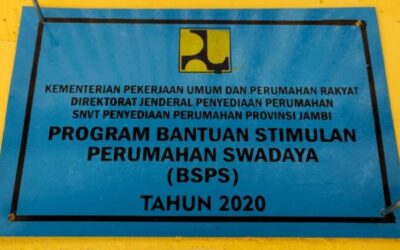 KEMENTERIAN PEKERJAAN UMUM DAN PERUMAHAN RAKYAT
DIREKTORAT JENDERAL PENYEDIAAN PERUMAHAN
SNVT PENYEDIAAN PERUMAHAN PROVINSI JAMBI
PROGRAM BANTUAN STIMULAN
PERUMAHAN SWADAYA
(BSPS)
TAHUN 2020